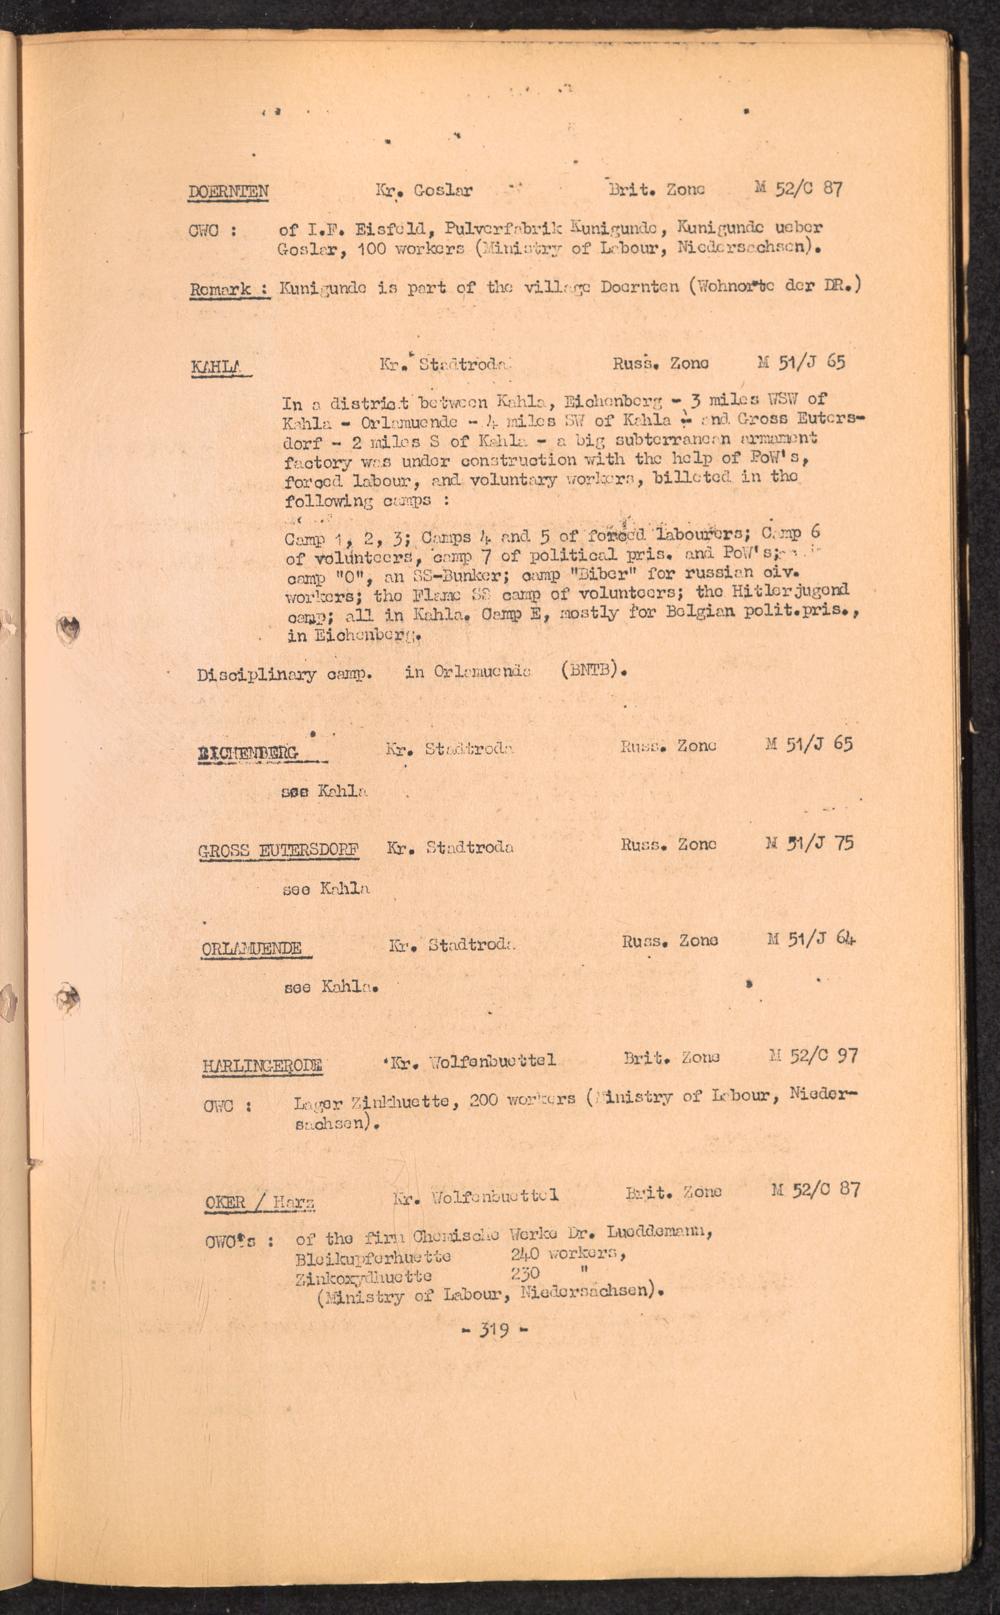 DOERNTEN Kr. Goslar Brit. Zone M 52/C 87
CWC : of I.F. Eisfeld, Pulverfabrik Kunigunde, Kunigunde ueber
Goslar, 100 workers (Ministry of Labour, Niedersachsen).
Remark : Kunigunde is part of the village Doernten (Wohnorte der DR.)
KAHLA Kr. Stadtroda Russ. Zone M 51/J 65
In a district between Kahla, Eichenberg - 3 miles WSW of
Kahla - Orlamuende - 4 miles SW of Kahla - and Gross Euters-
dorf - 2 miles S of Kahla - a big subterranean armament
factory was under construction with the help of PoW's,
forced labour, and voluntary workers, billeted in the
following camps :
Camp 1, 2, 3; Camps 4 and 5 of forced labourers; Camp 6
of volunteers, camp 7 of political pris. and PoW's;
camp "O", an SS-Bunker; camp "Biber" for russian civ.
workers; the Flame SS camp of volunteers; the Hitlerjugend
camp; all in Kahla. Camp E, mostly for Belgian polit.pris.,
in Eichenberg.
Disciplinary camp. in Orlamuende (BNTB).
EICHENBERG Kr. Stadtroda Russ. Zone M 51/J 65
see Kahla
GROSS EUTERSDORF Kr. Stadtroda Russ. Zone M 51/J 75
see Kahla
ORLAMUENDE Kr. Stadtroda Russ. Zone M 51/J 64
see Kahla.
HARLINGERODE Kr. Wolfenbuettel Brit. Zone M 52/C 97
CWC : Lager Zinkhuette, 200 workers (Ministry of Labour, Nieder-
sachsen).
OKER / Harz Kr. Wolfenbuettel Brit. Zone M 52/C 87
CWC's : of the firm Chemische Werke Dr. Lueddemann,
Bleikupferhuette 240 workers,
Zinkoxydhuette 230 "
(Ministry of Labour, Niedersachsen).
- 319 -